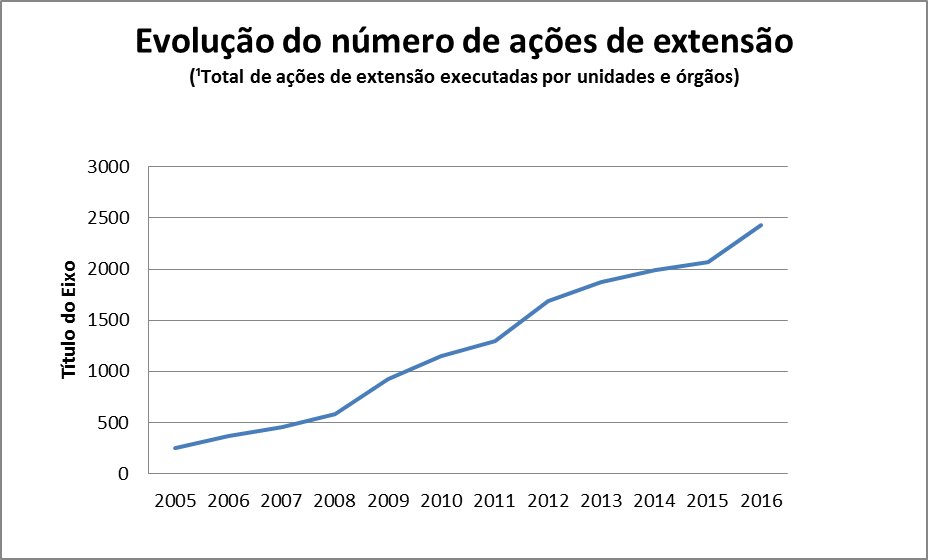 Evolução do número de ações de extensão
(¹Total de ações de extensão executadas por unidades e órgãos)
3000
2500
2000
1500
1000
500
0
Título do Eixo
2005 2006 2007 2008 2009 2010 2011 2012 2013 2014 2015 2016